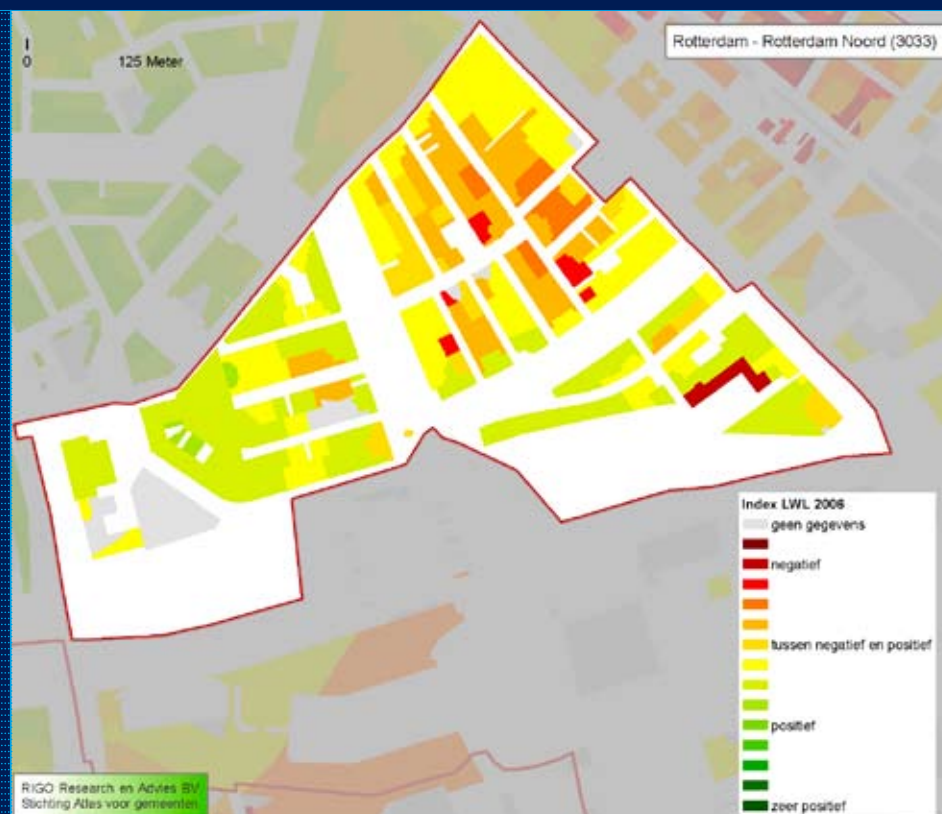 Rotterdam - Rotterdam Noord (3033)
0 125 Meter
Index LWL 2006
geen gegevens
negatief
tussen negatief en positief
positief
zeer positief
RIGO Research en Advies BV
Stichting Atlas voor gemeenten